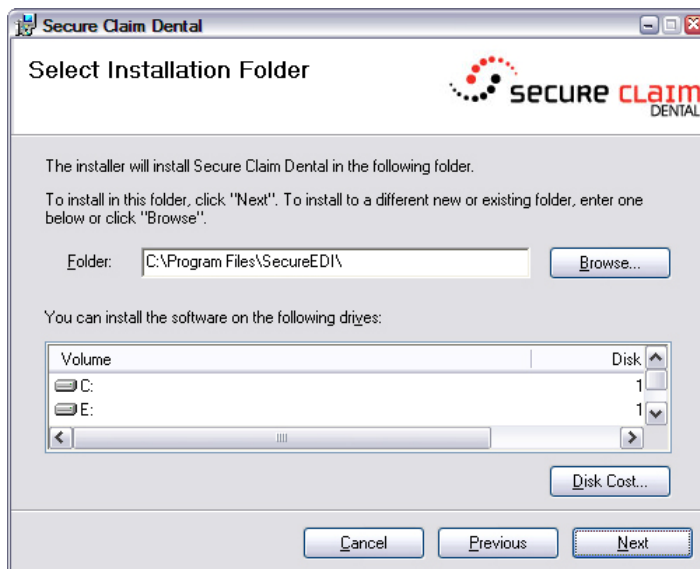 Secure Claim Dental
Select Installation Folder
SECURE CLAIM
DENTAL
The installer will install Secure Claim Dental in the following folder.
To install in this folder, click "Next". To install to a different new or existing folder, enter one
below or click "Browse".
Folder: C:\Program Files\SecureEDI\ Browse...
You can install the software on the following drives:
Volume Disk
C: 1
E: 1
Disk Cost...
Cancel Previous Next